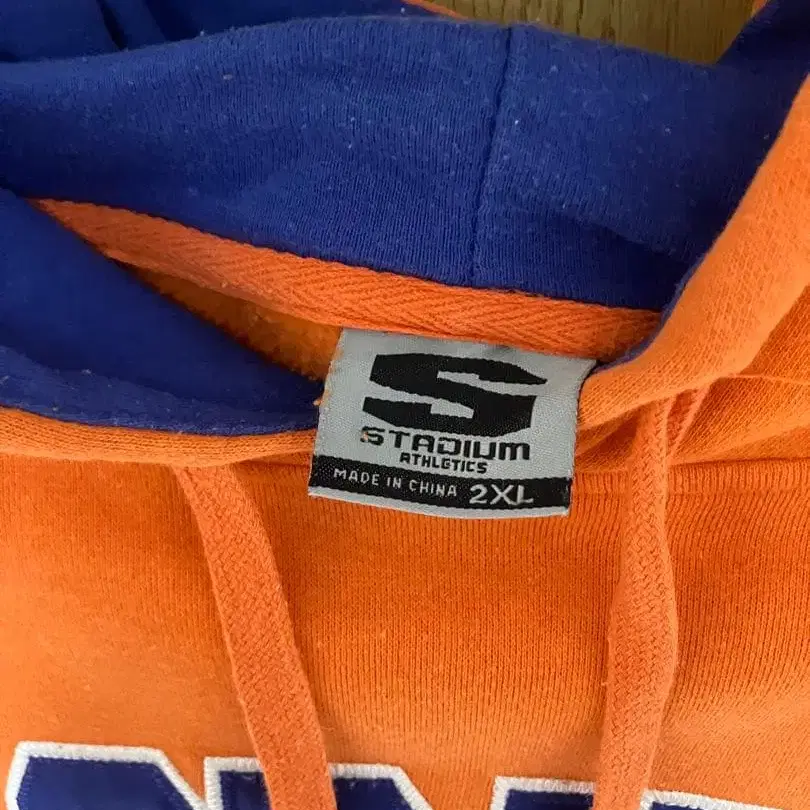 S
STADIUM
ATHLETICS
MADE IN CHINA 2XL